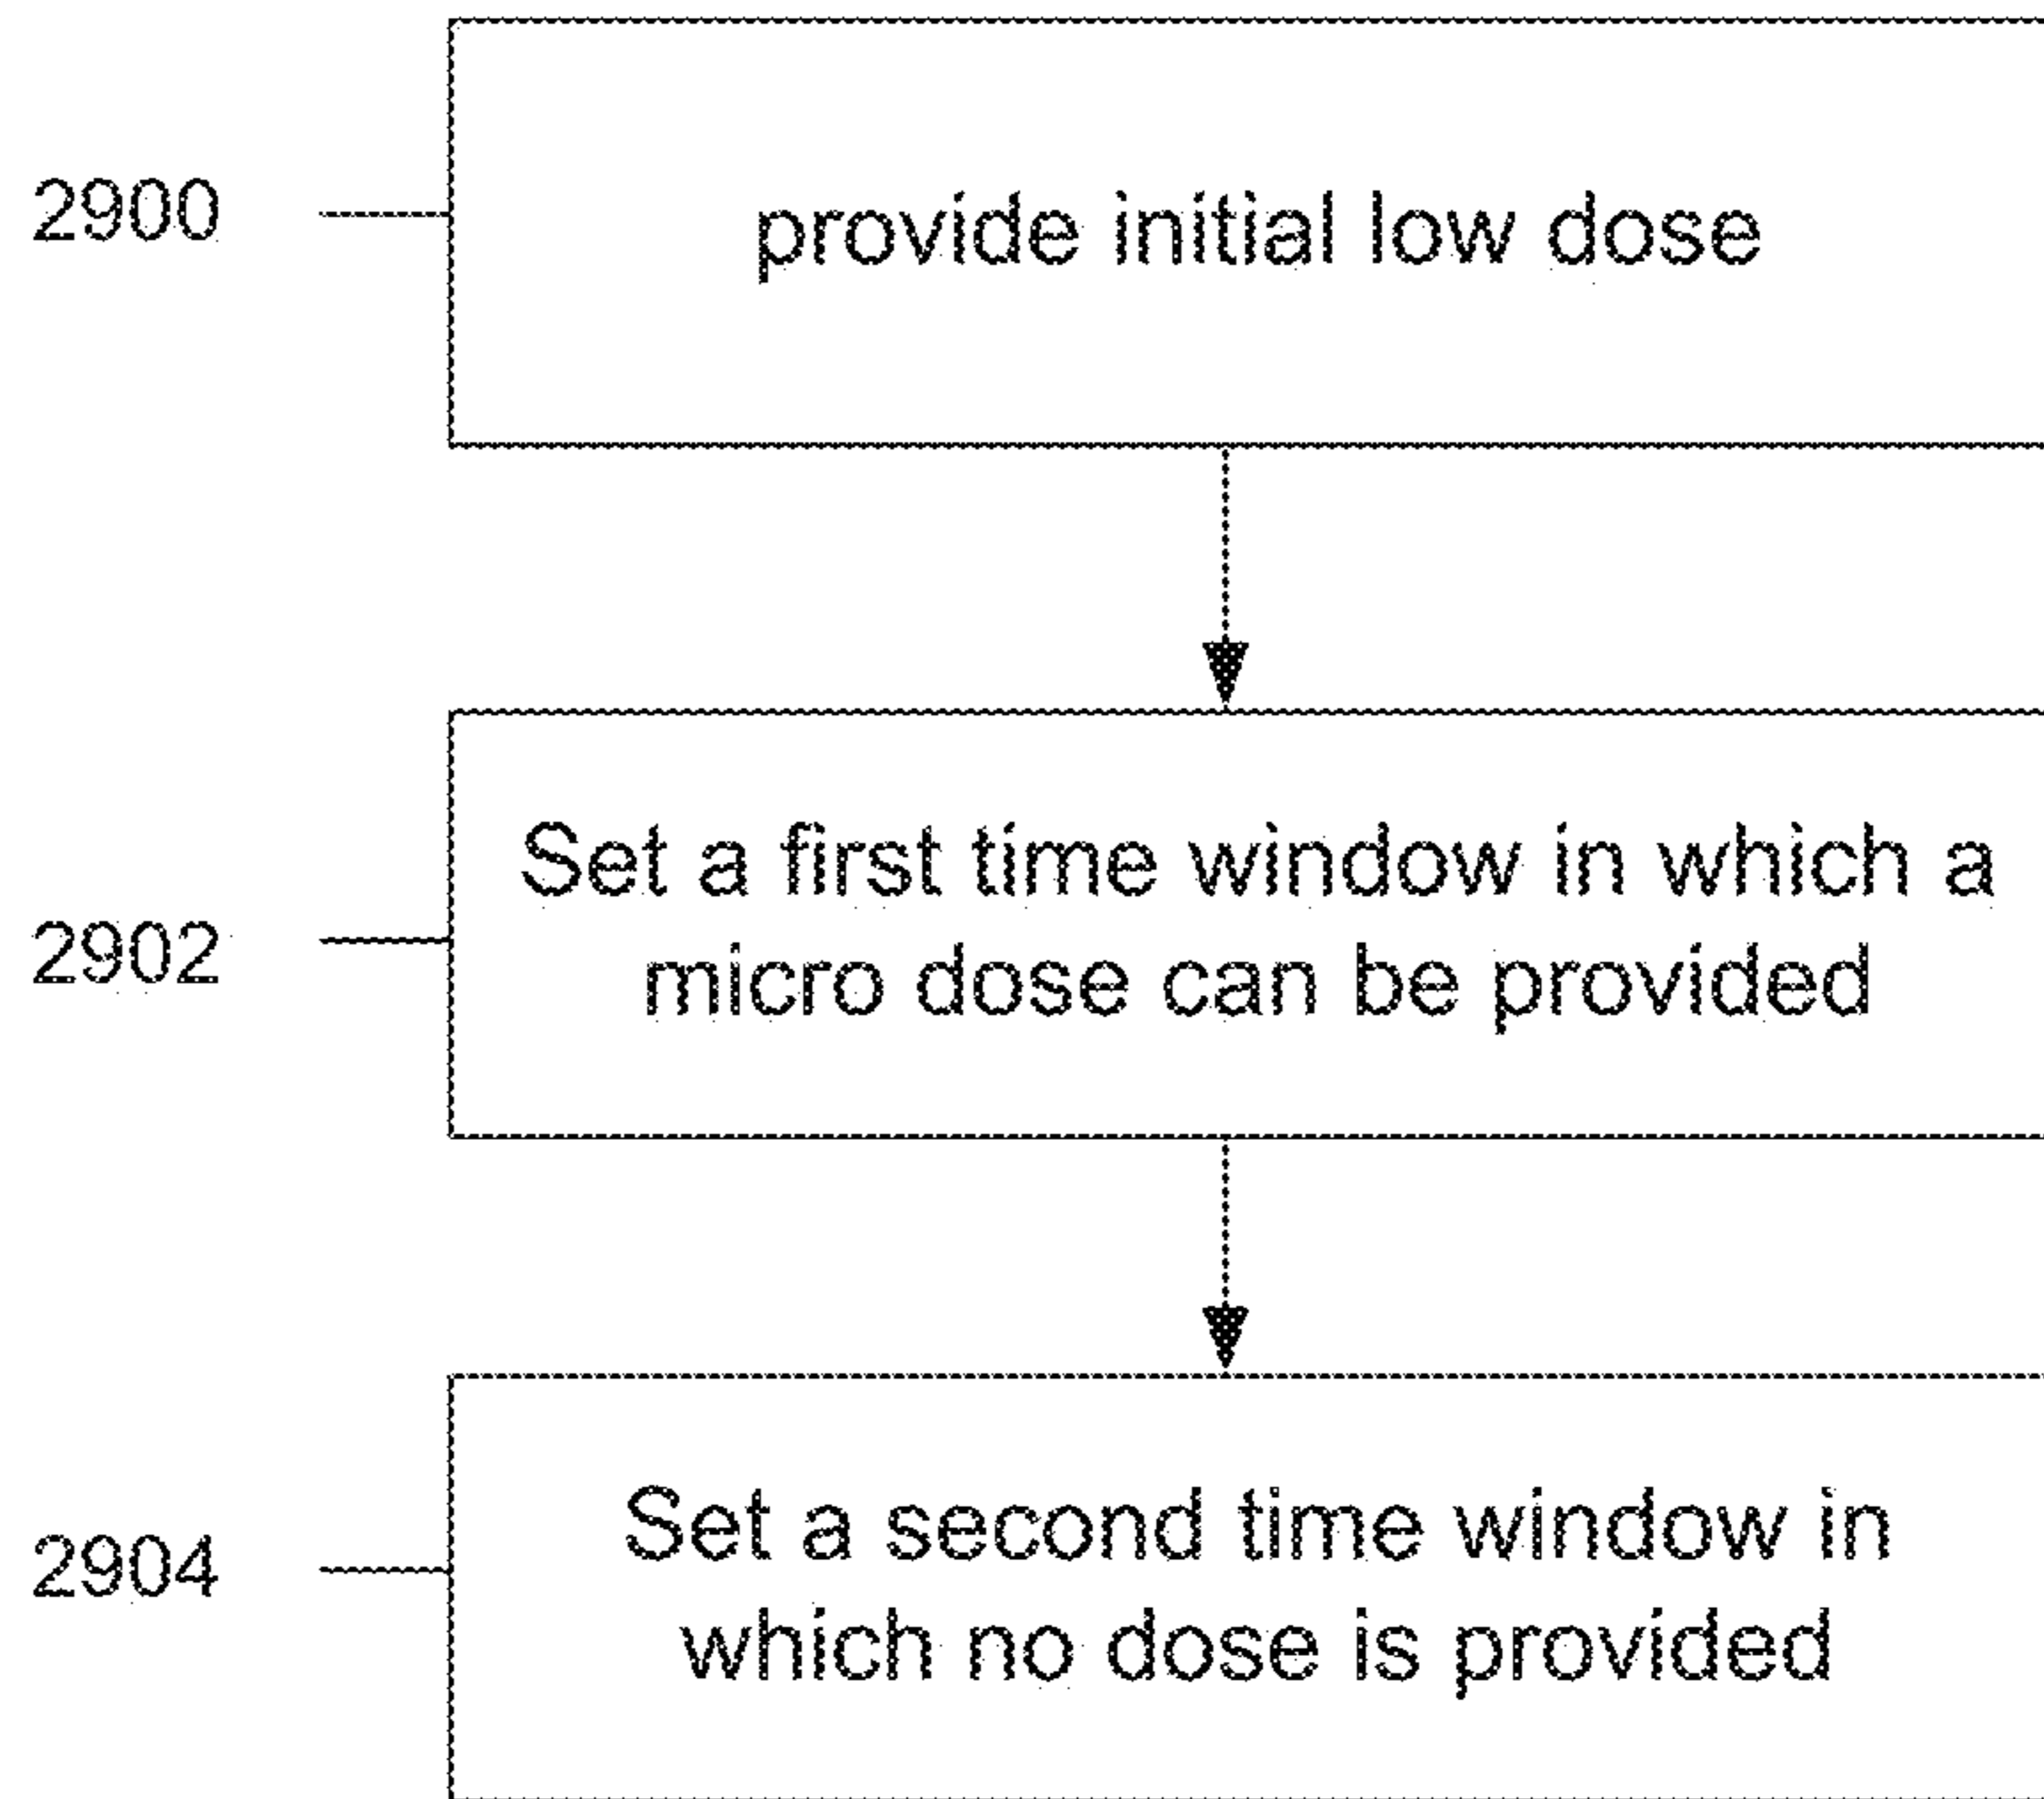 2900
provide initial low dose
Set a first time window in which a
2902
micro dose can be provided
2904
Set a second time window in
which no dose is provided